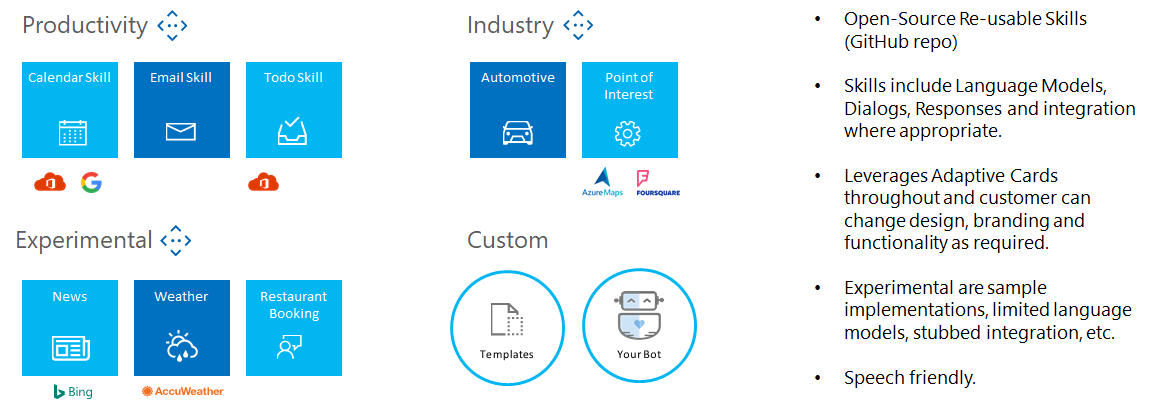 Productivity
Calendar Skill
Email Skill
Todo Skill
Industry
Automotive
Point of
Interest
Azure Maps
FOURSQUARE
Experimental
News
Weather
Restaurant
Booking
Bing
AccuWeather
Custom
Templates
Your Bot
• Open-Source Re-usable Skills
(GitHub repo)
• Skills include Language Models,
Dialogs, Responses and integration
where appropriate.
• Leverages Adaptive Cards
throughout and customer can
change design, branding and
functionality as required.
• Experimental are sample
implementations, limited language
models, stubbed integration, etc.
• Speech friendly.